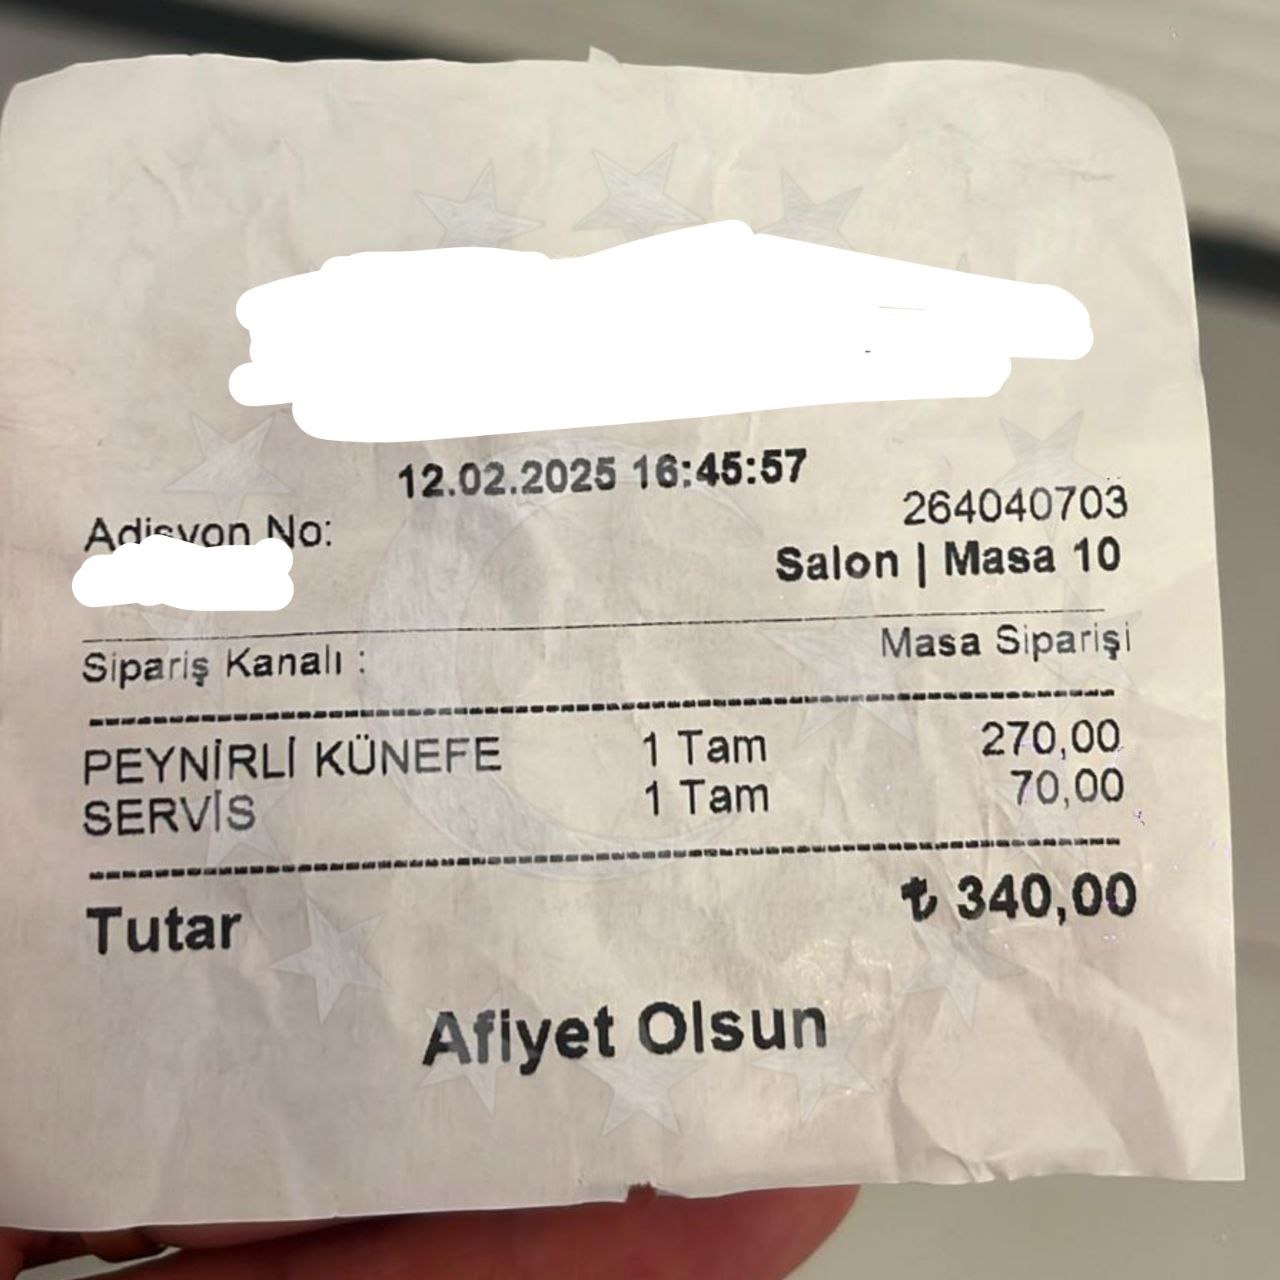 12.02.2025 16:45:57
Adisyon No: 264040703
Salon | Masa 10
Sipariş Kanalı : Masa Siparişi
PEYNİRLİ KÜNEFE 1 Tam 270,00
SERVİS 1 Tam 70,00
Tutar ₺ 340,00
Afiyet Olsun